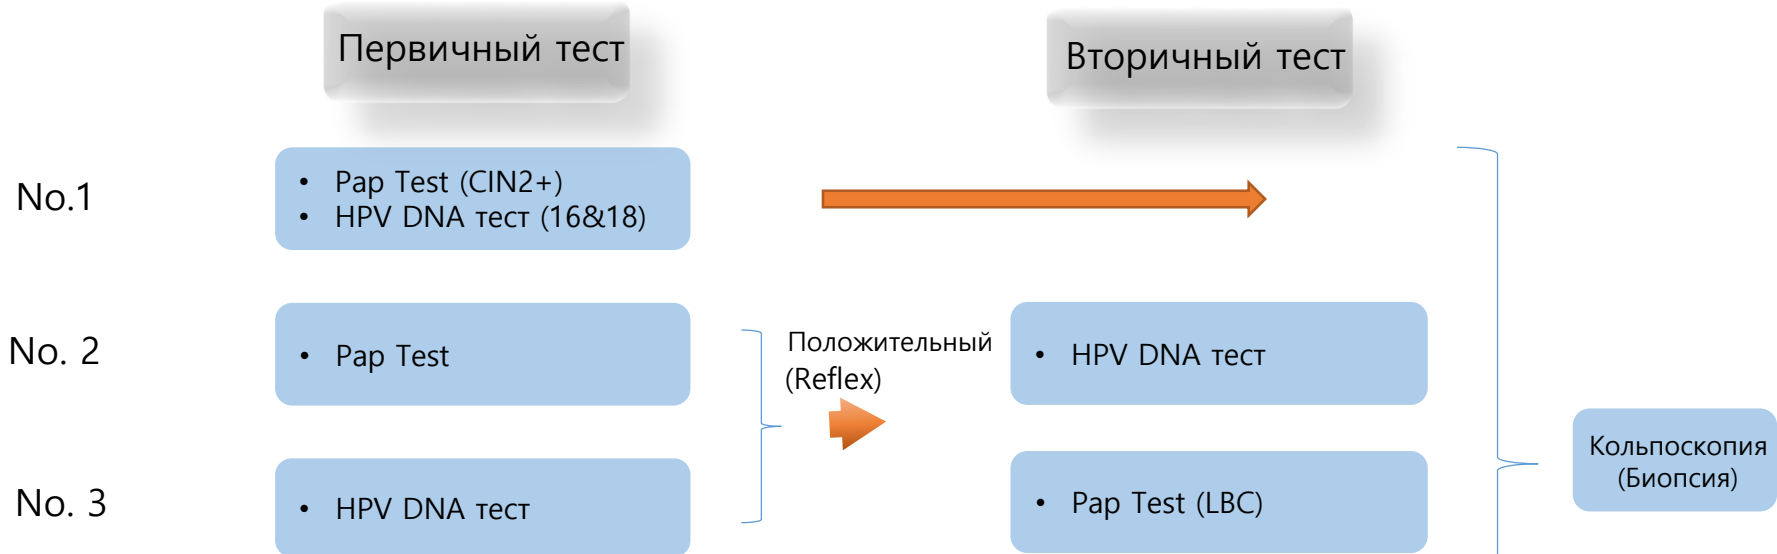 Первичный тест
Вторичный тест
No.1
• Pap Test (CIN2+)
• HPV DNA тест (16&18)
No. 2
• Pap Test
Положительный
(Reflex)
• HPV DNA тест
No. 3
• HPV DNA тест
• Pap Test (LBC)
Кольпоскопия
(Биопсия)